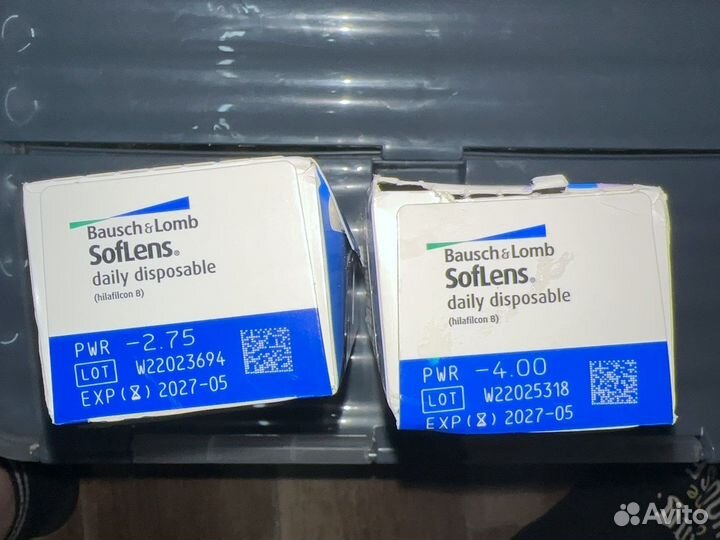 Bausch & Lomb
SofLens®
daily disposable
(hilafilcon B)
PWR -2.75
LOT W22023694
EXP (⌛) 2027-05
Bausch & Lomb
SofLens®
daily disposable
(hilafilcon B)
PWR -4.00
LOT W22025318
EXP (⌛) 2027-05
Avito